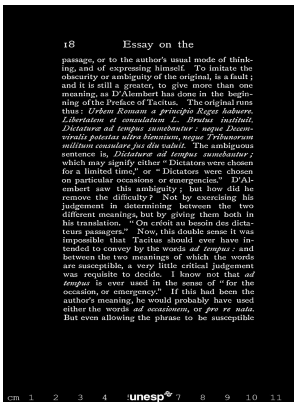 18 Essay on the
passage, or to the author's usual mode of think-
ing, and of expressing himself. To imitate the
obscurity or ambiguity of the original, is a fault;
and it is still a greater, to give more than one
meaning, as D'Alembert has done in the begin-
ning of the Preface of Tacitus. The original runs
thus: Urbem Romam a principio Reges habuere.
Libertatem et consulatum L. Brutus instituit.
Dictaturæ ad tempus sumebantur: neque Decem-
viralis potestas ultra biennium, neque Tribunorum
militum consulare jus diu valuit. The ambiguous
sentence is, Dictaturæ ad tempus sumebantur;
which may signify either "Dictators were chosen
for a limited time," or "Dictators were chosen
on particular occasions or emergencies." D'Al-
embert saw this ambiguity; but how did he
remove the difficulty? Not by exercising his
judgement in determining between the two
different meanings, but by giving them both in
his translation. "On créoit au besoin des dicta-
teurs passagers." Now, this double sense it was
impossible that Tacitus should ever have in-
tended to convey by the words ad tempus: and
between the two meanings of which the words
are susceptible, a very little critical judgement
was requisite to decide. I know not that ad
tempus is ever used in the sense of "for the
occasion, or emergency." If this had been the
author's meaning, he would probably have used
either the words ad occasionem, or pro re nata.
But even allowing the phrase to be susceptible
cm 1 2 3 4 unesp 7 8 9 10 11